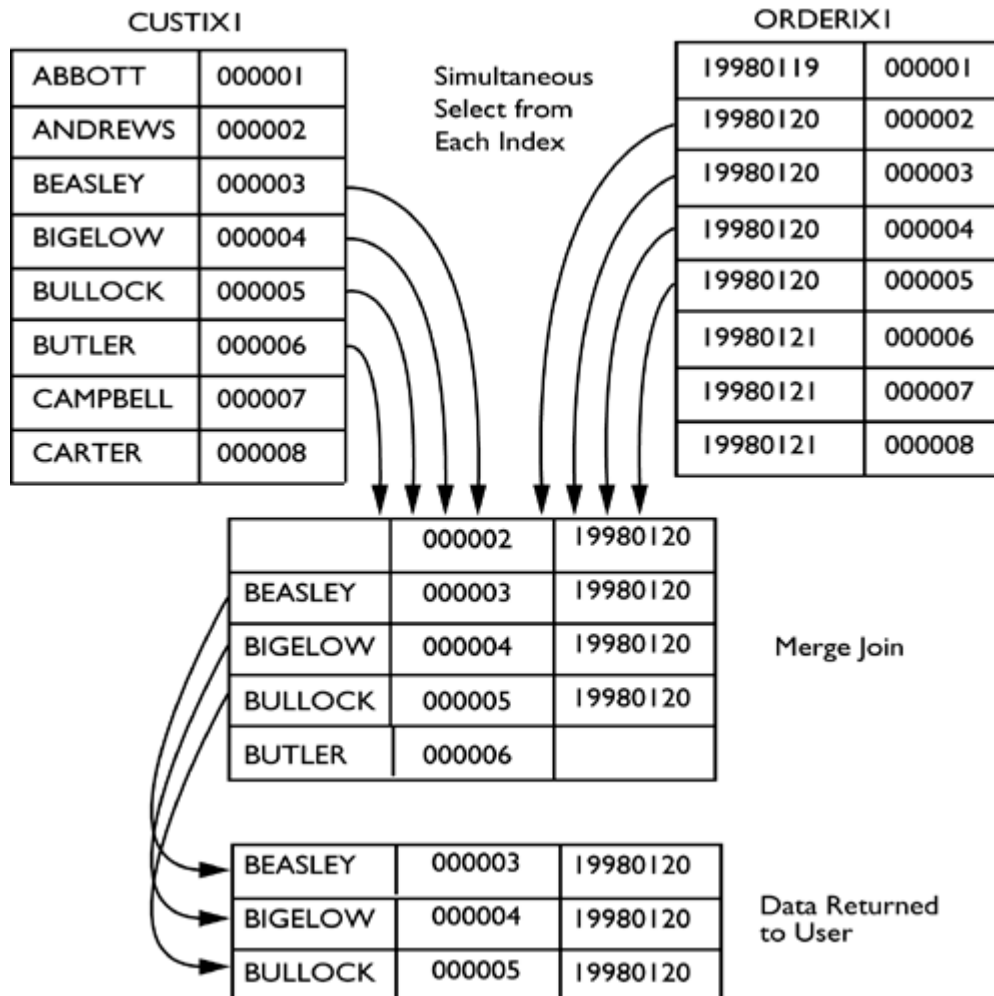 CUSTIX1
ORDERIX1
ABBOTT 000001
ANDREWS 000002
BEASLEY 000003
BIGELOW 000004
BULLOCK 000005
BUTLER 000006
CAMPBELL 000007
CARTER 000008
Simultaneous
Select from
Each Index
19980119 000001
19980120 000002
19980120 000003
19980120 000004
19980120 000005
19980121 000006
19980121 000007
19980121 000008
000002 19980120
BEASLEY 000003 19980120
BIGELOW 000004 19980120
BULLOCK 000005 19980120
BUTLER 000006
Merge Join
BEASLEY 000003 19980120
BIGELOW 000004 19980120
BULLOCK 000005 19980120
Data Returned
to User